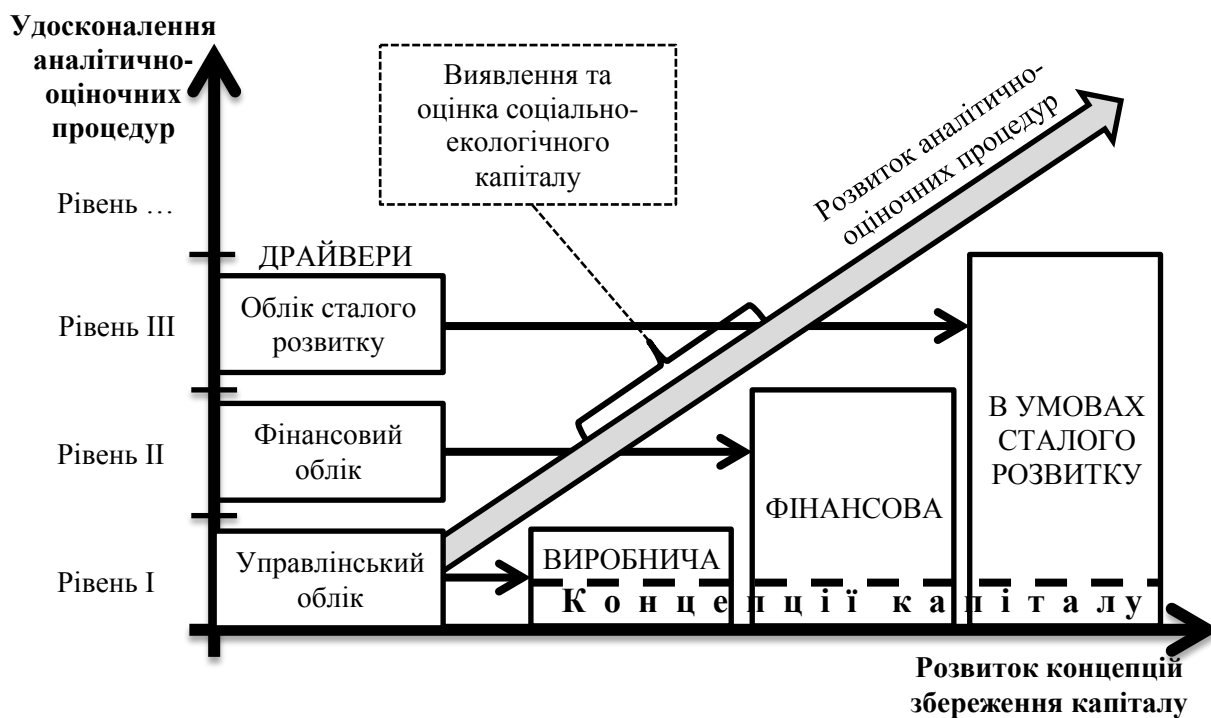 Удосконалення
аналітично-
оціночних
процедур
Виявлення та
оцінка соціально-
екологічного
капіталу
Розвиток аналітично-
оціночних процедур
Рівень …
ДРАЙВЕРИ
Рівень III
Облік сталого
розвитку
Рівень II
Фінансовий
облік
В УМОВАХ
СТАЛОГО
РОЗВИТКУ
ФІНАНСОВА
Рівень I
Управлінський
облік
ВИРОБНИЧА
Концепції капіталу
Розвиток концепцій
збереження капіталу